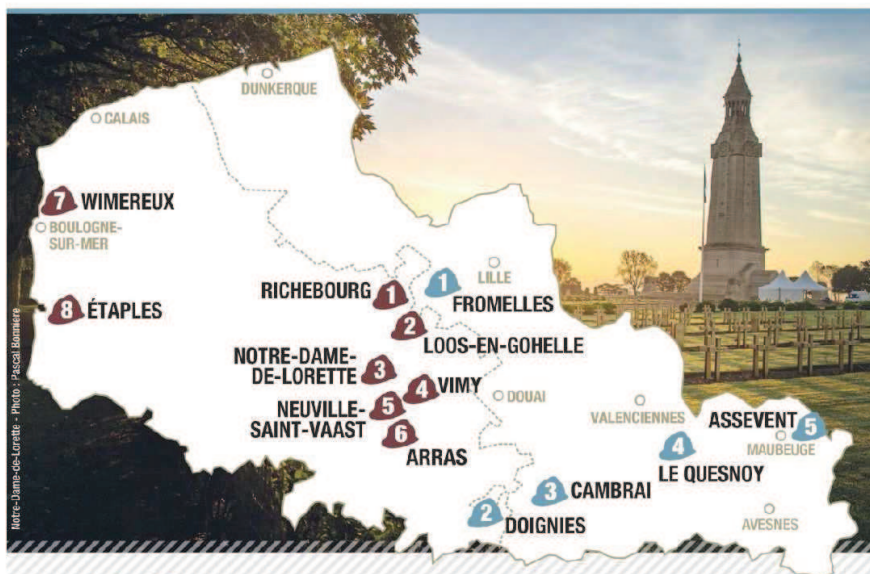 DUNKERQUE
CALAIS
7 WIMEREUX
BOULOGNE-
SUR-MER
8 ÉTAPLES
RICHEBOURG 1
1 FROMELLES
LILLE
2 LOOS-EN-GOHELLE
NOTRE-DAME-
DE-LORETTE 3
4 VIMY
DOUAI
NEUVILLE-
SAINT-VAAST 5
6 ARRAS
VALENCIENNES
ASSEVENT 5
MAUBEUGE
4 LE QUESNOY
3 CAMBRAI
2 DOIGNIES
AVESNES
Notre-Dame-de-Lorette - Photo : Pascal Bonnière